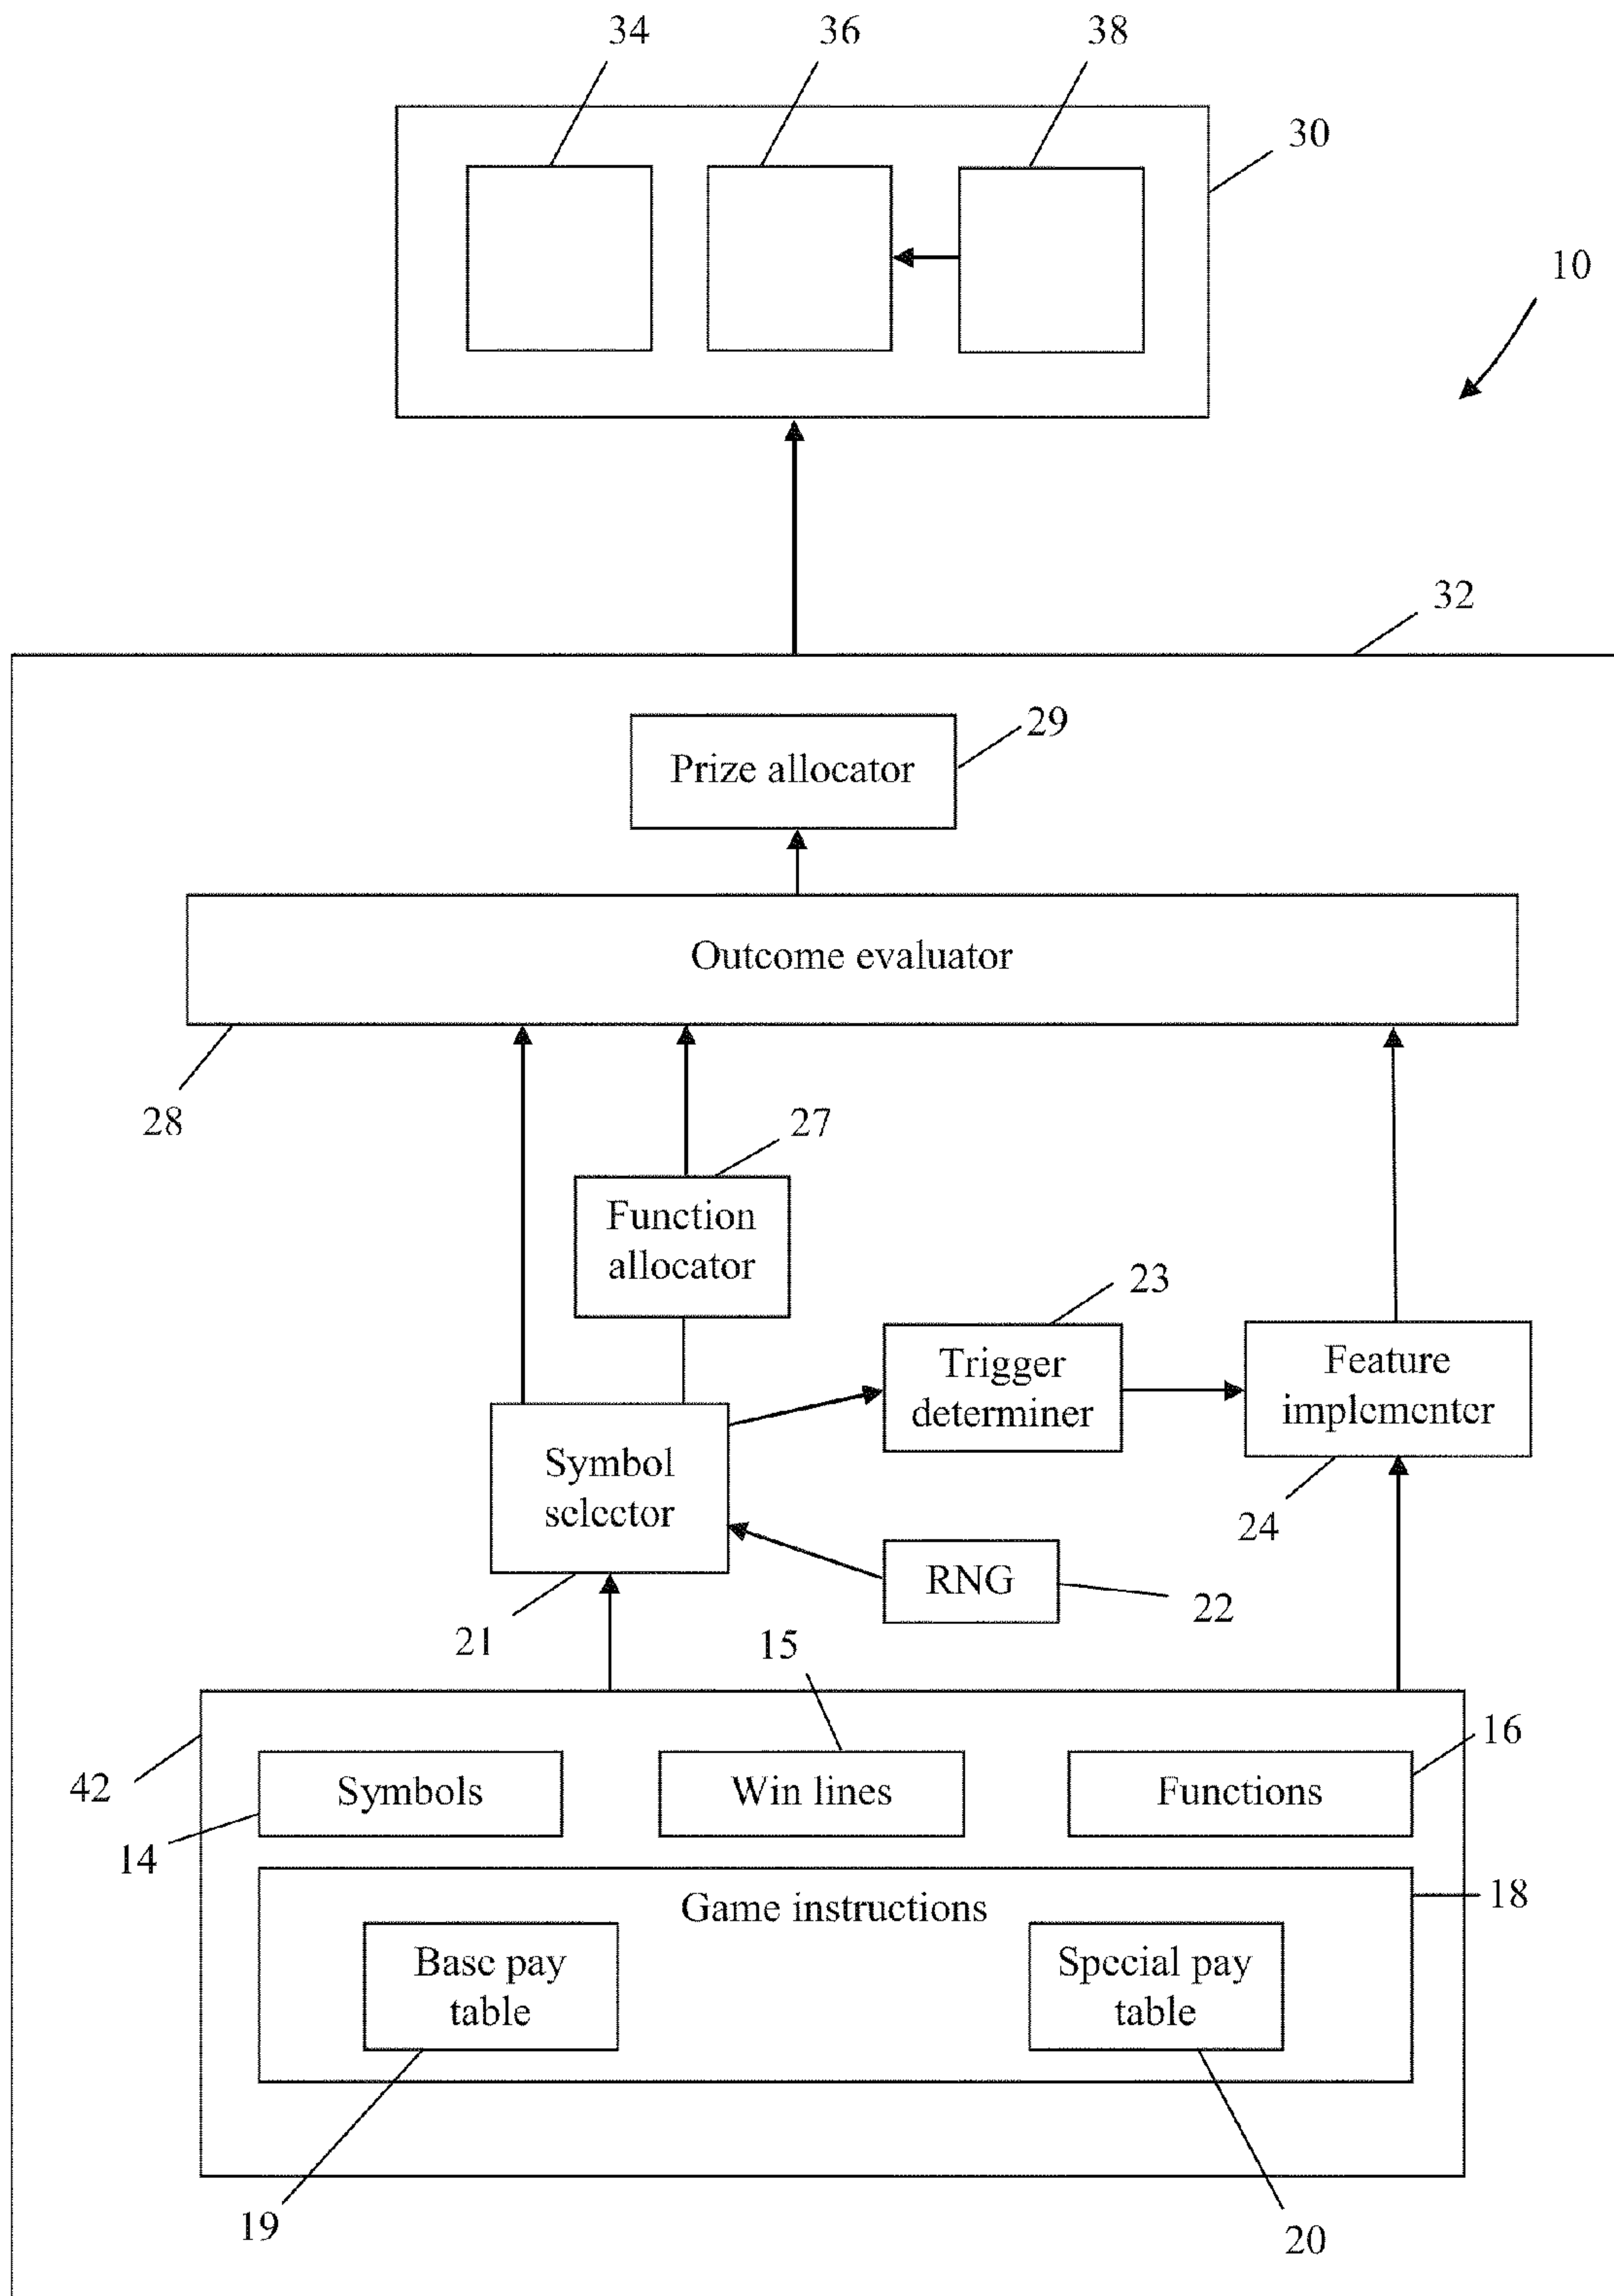 34
36
38
30
10
32
29
Prize allocator
Outcome evaluator
28
27
Function
allocator
23
Trigger
determiner
Feature
implementer
Symbol
selector
24
RNG
22
21
15
16
42
Symbols
Win lines
Functions
14
18
Game instructions
Base pay
table
Special pay
table
19
20